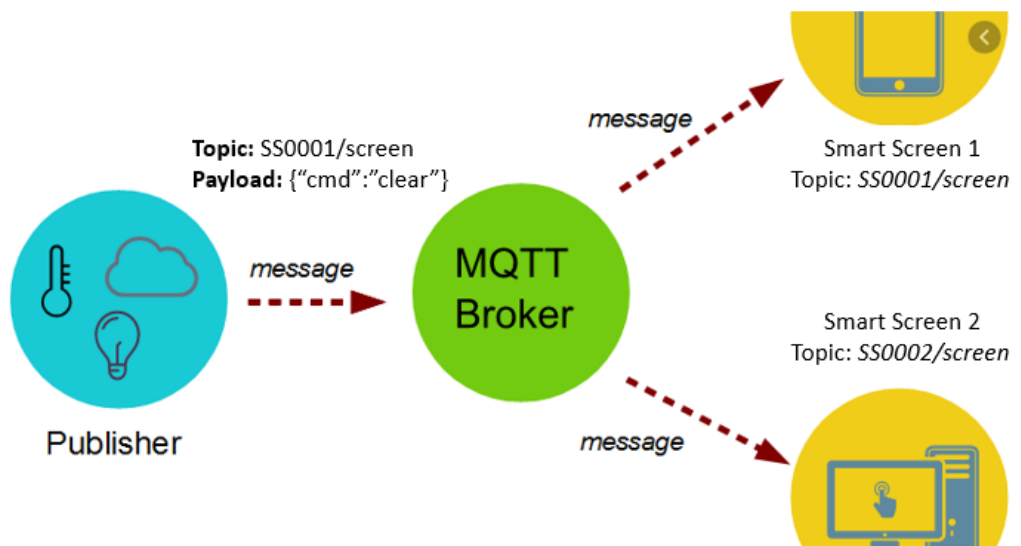 Topic: SS0001/screen
Payload: {“cmd”:”clear”}
message
Publisher
MQTT
Broker
message
Smart Screen 1
Topic: SS0001/screen
Smart Screen 2
Topic: SS0002/screen
message